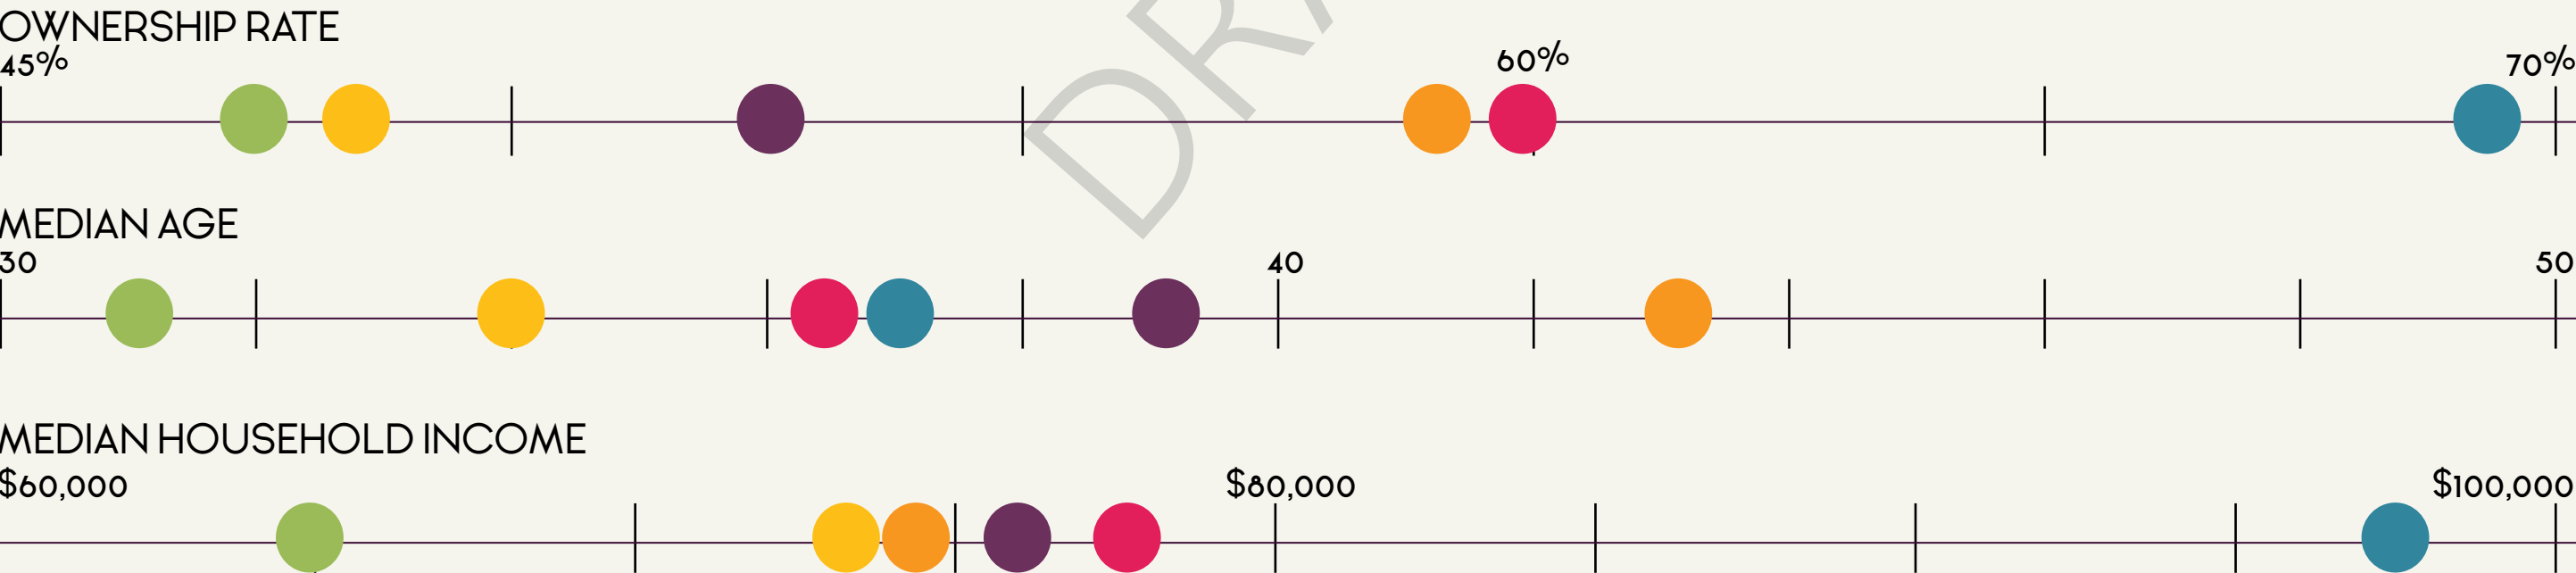 OWNERSHIP RATE
45% 60% 70%
MEDIAN AGE
30 40 50
MEDIAN HOUSEHOLD INCOME
$60,000 $80,000 $100,000